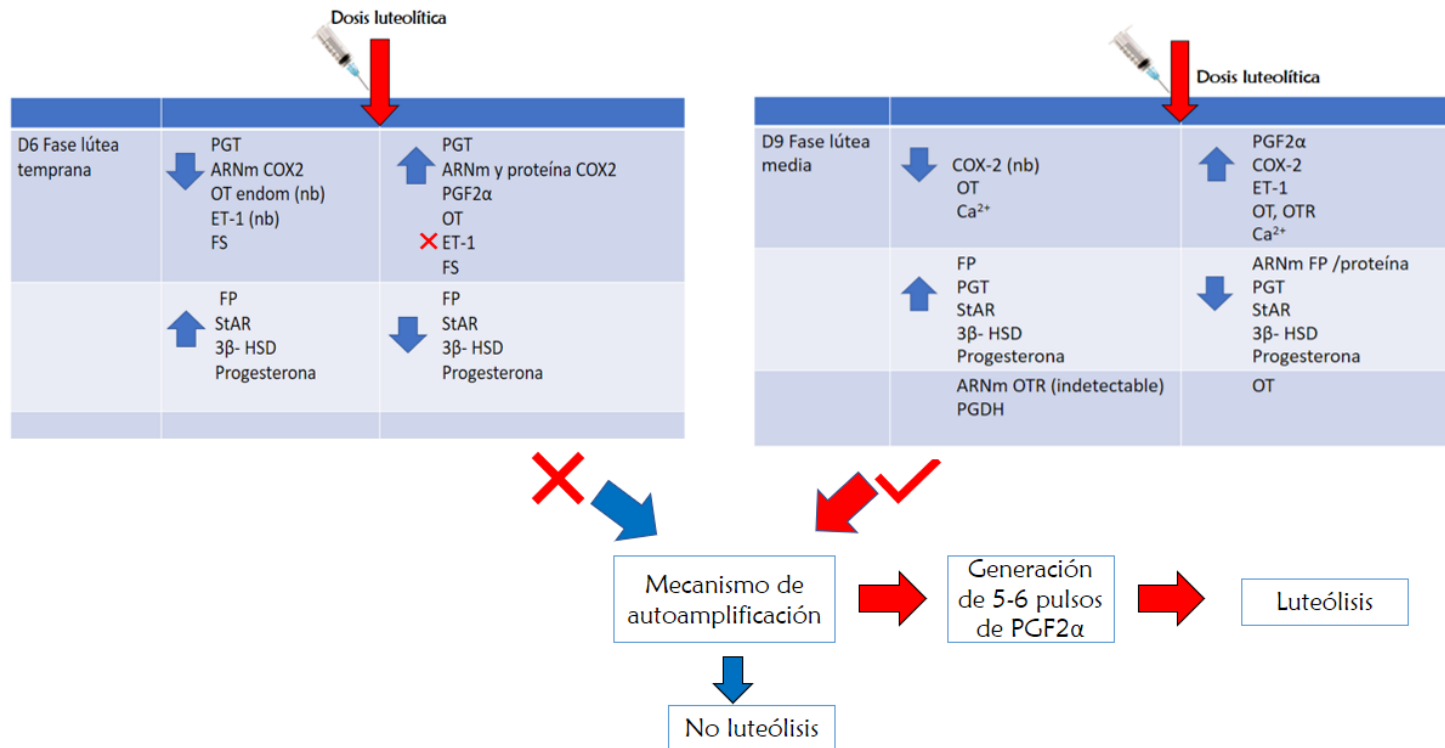 Dosis luteolítica
D6 Fase lútea
temprana
PGT
ARNm COX2
OT endom (nb)
ET-1 (nb)
FS
PGT
ARNm y proteína COX2
PGF2α
OT
ET-1
FS
FP
StAR
3β- HSD
Progesterona
FP
StAR
3β- HSD
Progesterona
Dosis luteolítica
D9 Fase lútea
media
COX-2 (nb)
OT
Ca²⁺
PGF2α
COX-2
ET-1
OT, OTR
Ca²⁺
FP
PGT
StAR
3β- HSD
Progesterona
ARNm FP /proteína
PGT
StAR
3β- HSD
Progesterona
ARNm OTR (indetectable)
PGDH
OT
Mecanismo de
autoamplificación
Generación
de 5-6 pulsos
de PGF2α
Luteólisis
No luteólisis